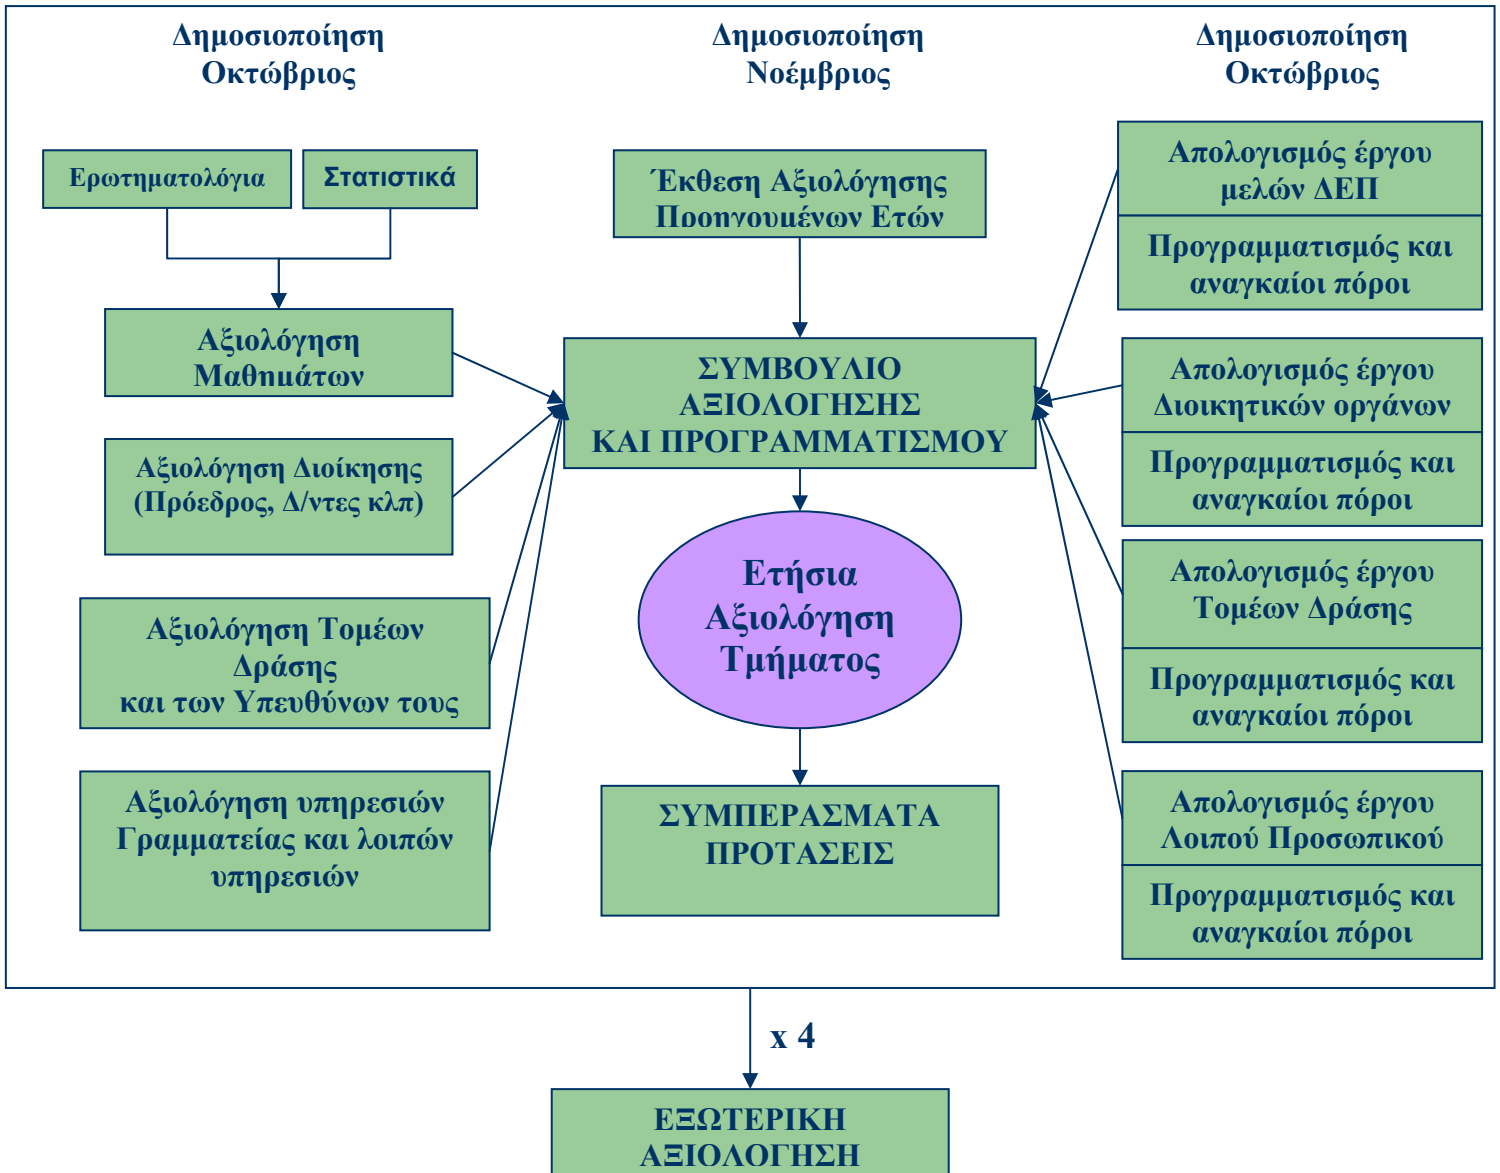 Δημοσιοποίηση
Οκτώβριος
Ερωτηματολόγια
Στατιστικά
Αξιολόγηση
Μαθημάτων
Αξιολόγηση Διοίκησης
(Πρόεδρος, Δ/ντες κλπ)
Αξιολόγηση Τομέων
Δράσης
και των Υπευθύνων τους
Αξιολόγηση υπηρεσιών
Γραμματείας και λοιπών
υπηρεσιών
Δημοσιοποίηση
Νοέμβριος
Έκθεση Αξιολόγησης
Προηγουμένων Ετών
ΣΥΜΒΟΥΛΙΟ
ΑΞΙΟΛΟΓΗΣΗΣ
ΚΑΙ ΠΡΟΓΡΑΜΜΑΤΙΣΜΟΥ
Ετήσια
Αξιολόγηση
Τμήματος
ΣΥΜΠΕΡΑΣΜΑΤΑ
ΠΡΟΤΑΣΕΙΣ
Δημοσιοποίηση
Οκτώβριος
Απολογισμός έργου
μελών ΔΕΠ
Προγραμματισμός και
αναγκαίοι πόροι
Απολογισμός έργου
Διοικητικών οργάνων
Προγραμματισμός και
αναγκαίοι πόροι
Απολογισμός έργου
Τομέων Δράσης
Προγραμματισμός και
αναγκαίοι πόροι
Απολογισμός έργου
Λοιπού Προσωπικού
Προγραμματισμός και
αναγκαίοι πόροι
x 4
ΕΞΩΤΕΡΙΚΗ
ΑΞΙΟΛΟΓΗΣΗ